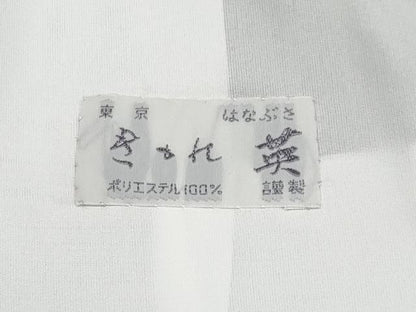 東京 はなぶさ
きもの 英
ポリエステル100% 謹製